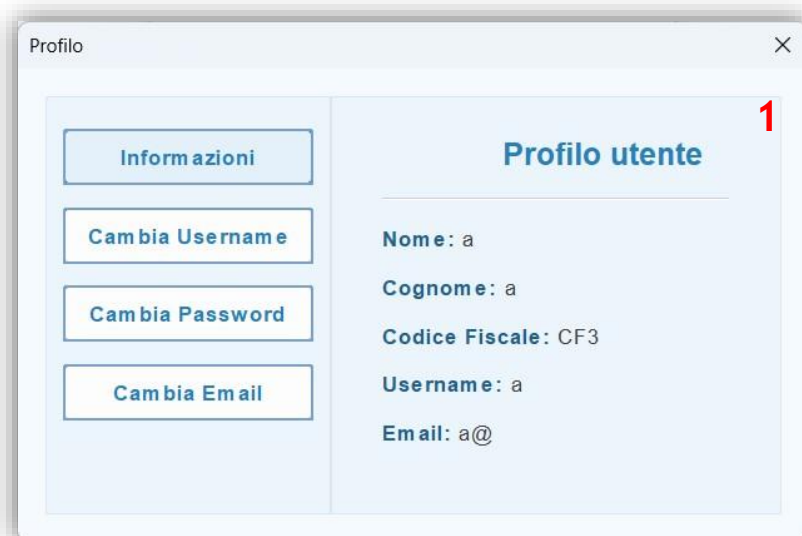 Profilo
1
Informazioni
Cambia Username
Cambia Password
Cambia Email
Profilo utente
Nome: a
Cognome: a
Codice Fiscale: CF3
Username: a
Email: a@